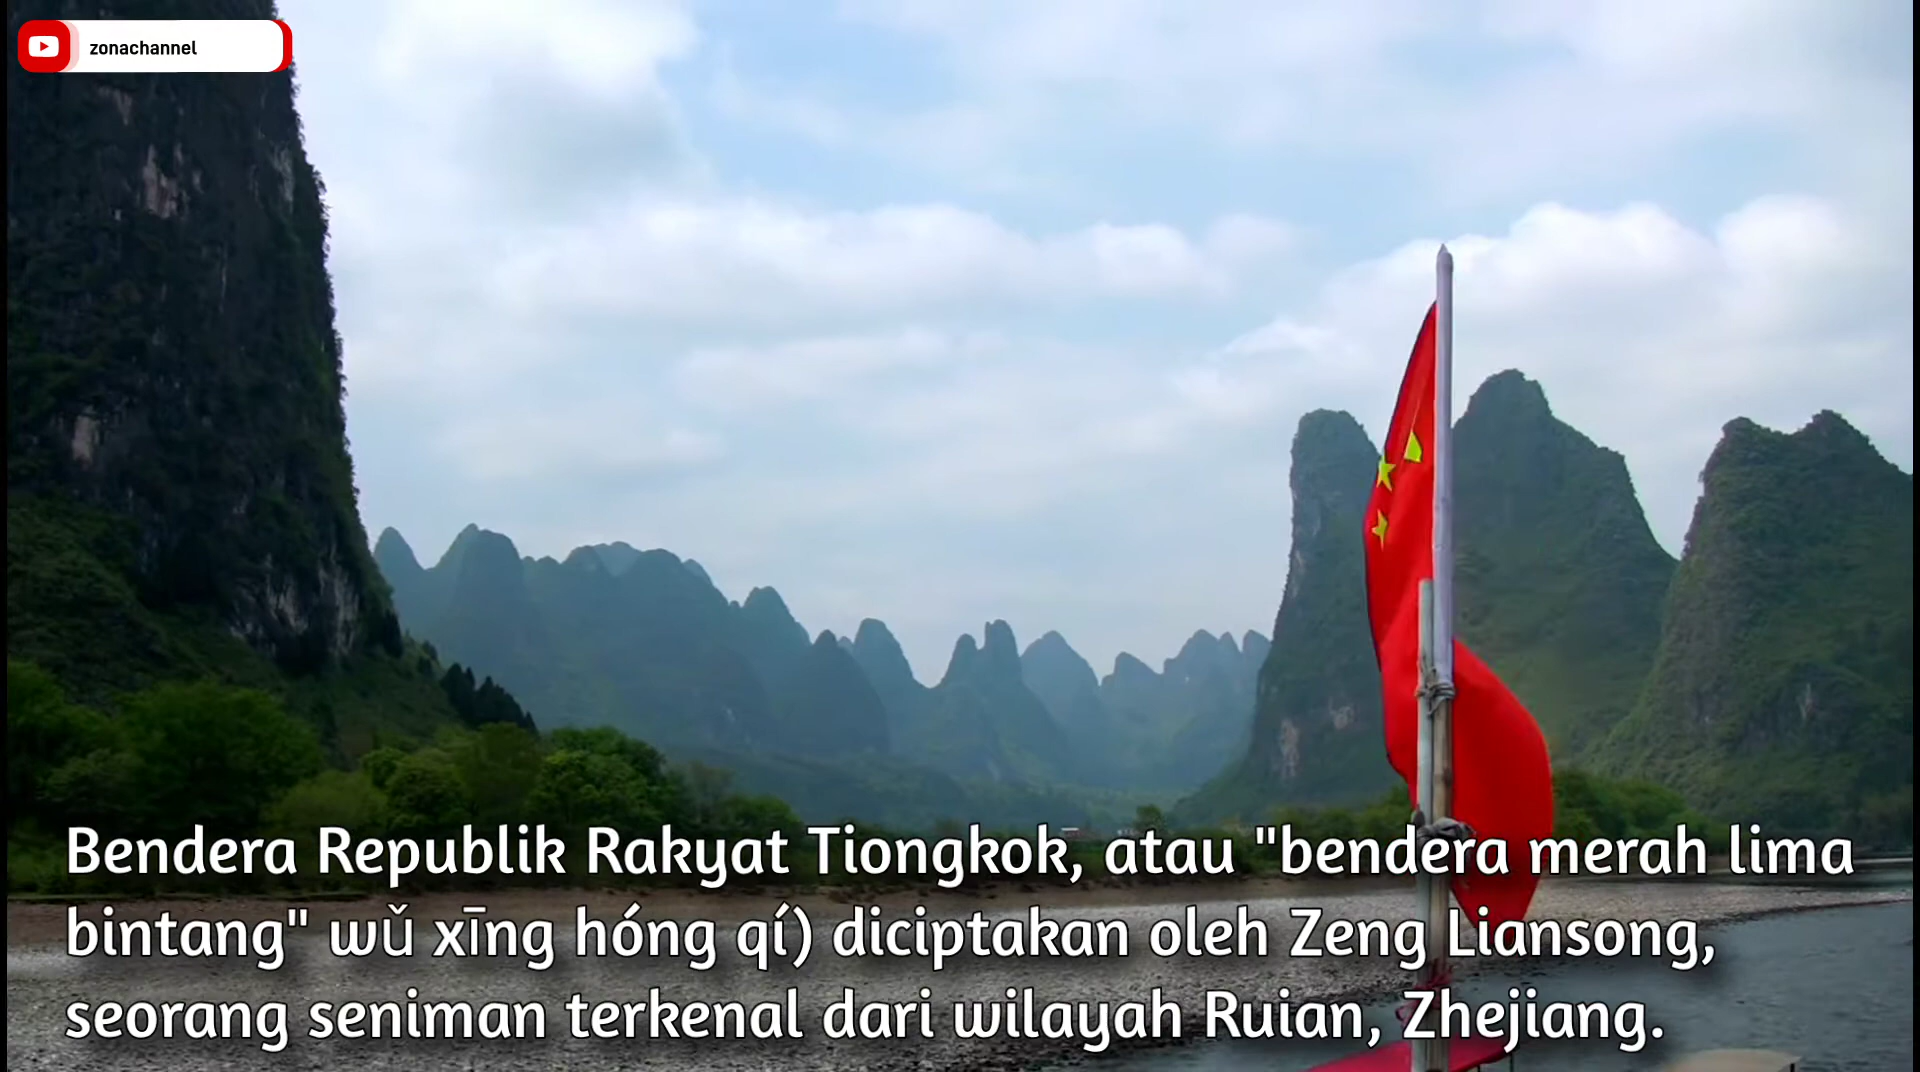 zonachannel
Bendera Republik Rakyat Tiongkok, atau "bendera merah lima
bintang" wǔ xīng hóng qí) diciptakan oleh Zeng Liansong,
seorang seniman terkenal dari wilayah Ruian, Zhejiang.